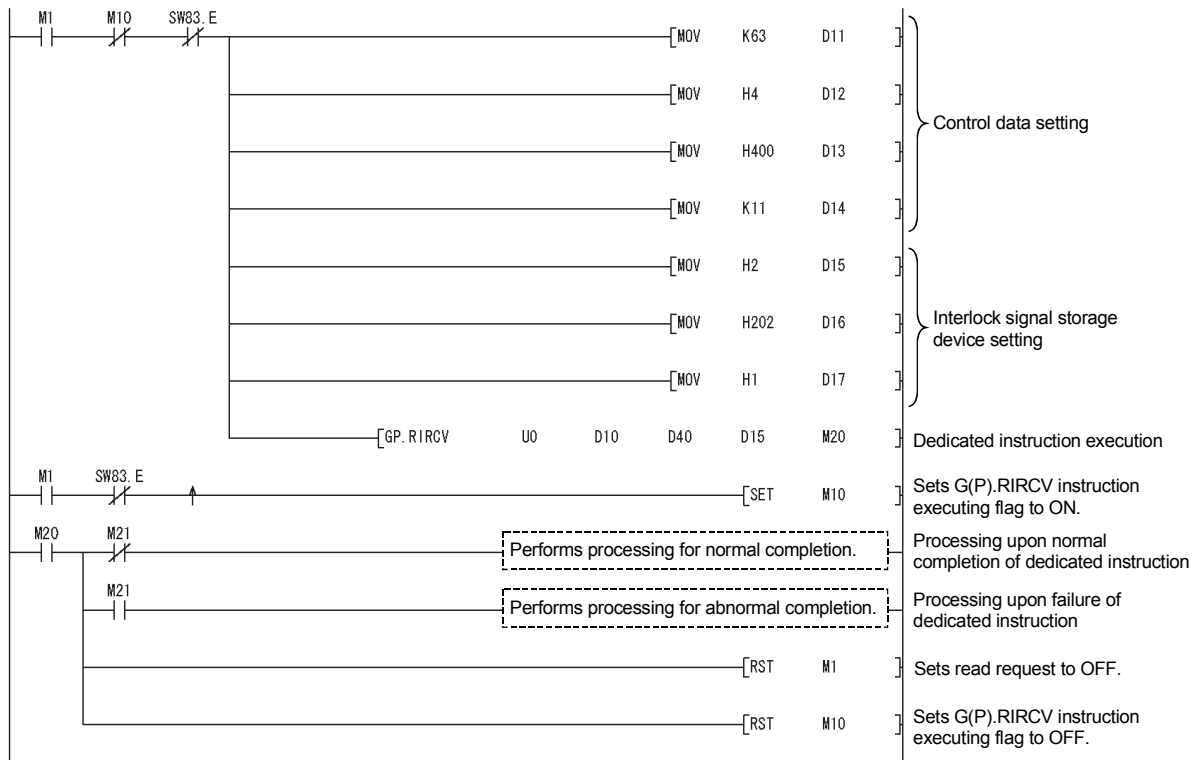 M1 M10 SW83.E
MOV K63 D11
MOV H4 D12
Control data setting
MOV H400 D13
MOV K11 D14
MOV H2 D15
MOV H202 D16
Interlock signal storage
device setting
MOV H1 D17
GP.RIRCV U0 D10 D40 D15 M20
Dedicated instruction execution
M1 SW83.E
SET M10
Sets G(P).RIRCV instruction
executing flag to ON.
M20 M21
Performs processing for normal completion.
Processing upon normal
completion of dedicated instruction
M21
Performs processing for abnormal completion.
Processing upon failure of
dedicated instruction
RST M1
Sets read request to OFF.
RST M10
Sets G(P).RIRCV instruction
executing flag to OFF.